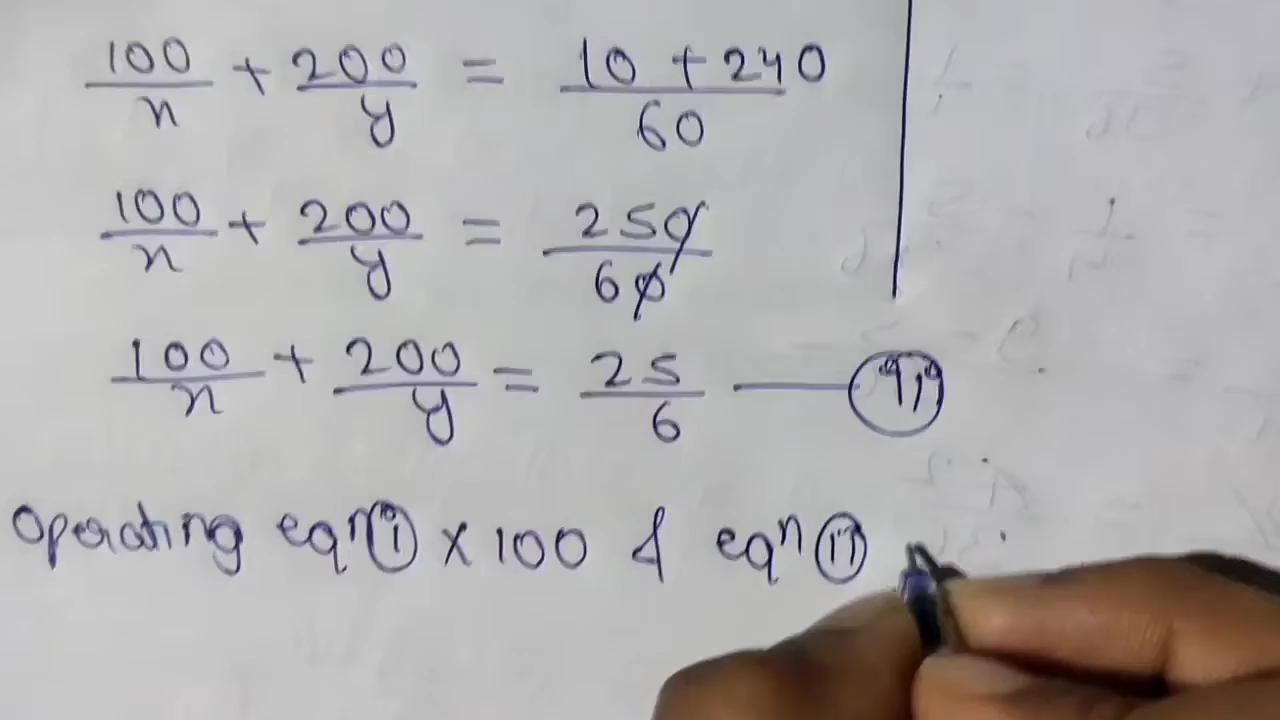 100/x + 200/y = 10 + 240/60
100/x + 200/y = 250/60
100/x + 200/y = 25/6 — (ii)
Operating eqn (i) × 100 & eqn (ii)